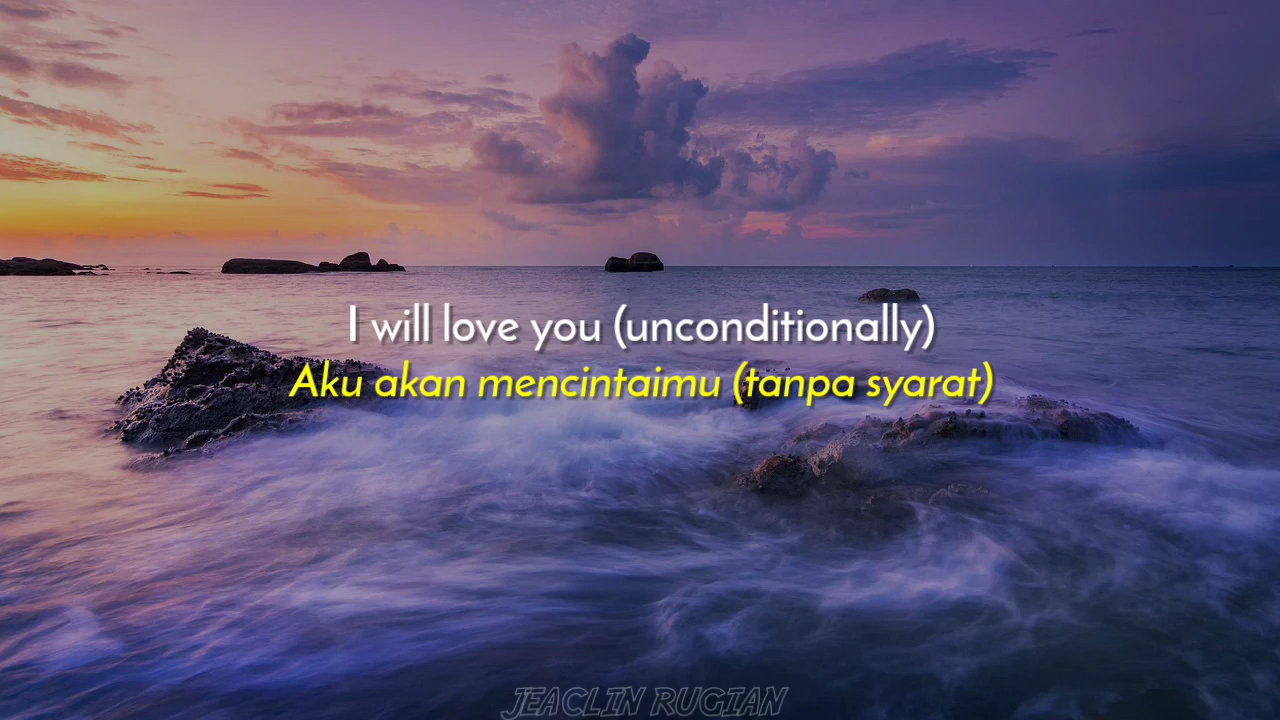 I will love you (unconditionally)
Aku akan mencintaimu (tanpa syarat)
JEACLIN RUGIAN